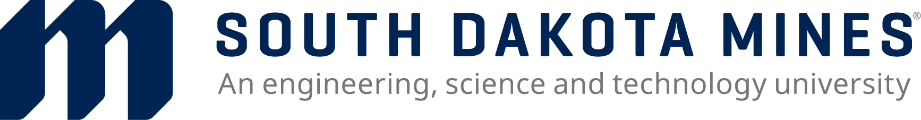 M SOUTH DAKOTA MINES®
An engineering, science and technology university